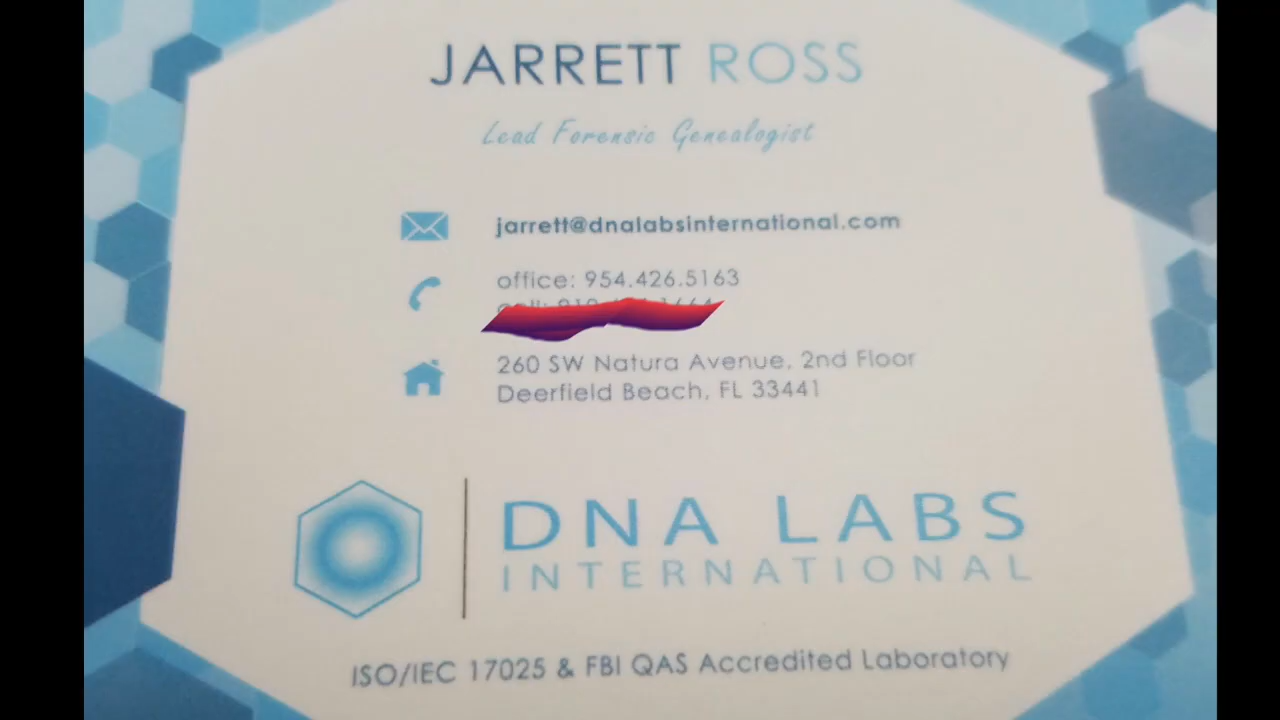 JARRETT ROSS
Lead Forensic Genealogist
jarrett@dnalabsinternational.com
office: 954.426.5163
cell:
260 SW Natura Avenue, 2nd Floor
Deerfield Beach, FL 33441
DNA LABS
INTERNATIONAL
ISO/IEC 17025 & FBI QAS Accredited Laboratory